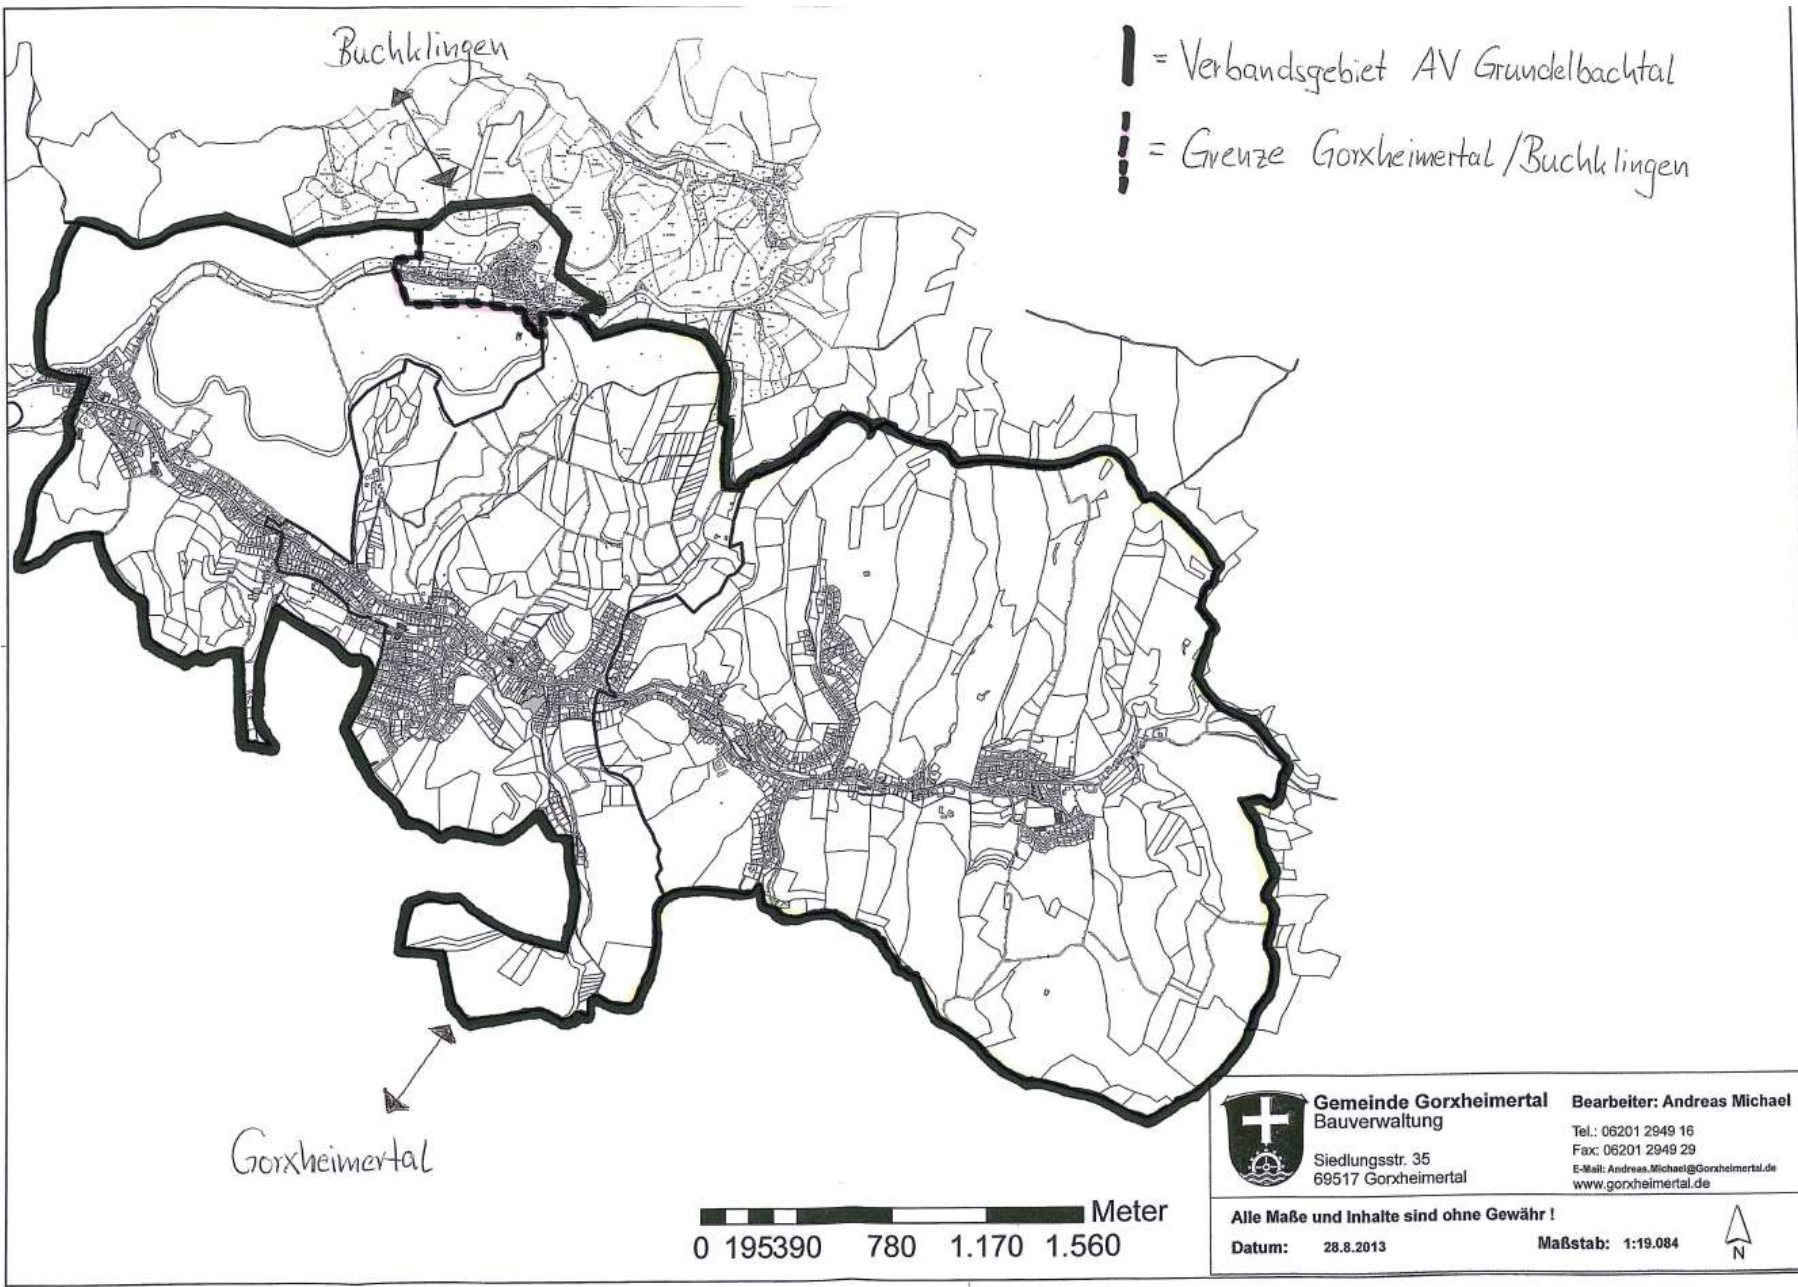 Buchklingen
= Verbandsgebiet AV Grundelbachtal
= Grenze Gorxheimertal/Buchklingen
Gorxheimertal
Meter
0 195390 780 1.170 1.560
Gemeinde Gorxheimertal
Bauverwaltung
Siedlungsstr. 35
69517 Gorxheimertal
Bearbeiter: Andreas Michael
Tel.: 06201 2949 16
Fax: 06201 2949 29
E-Mail: Andreas.Michael@Gorxheimertal.de
www.gorxheimertal.de
Alle Maße und Inhalte sind ohne Gewähr !
Datum: 28.8.2013
Maßstab: 1:19.084
N